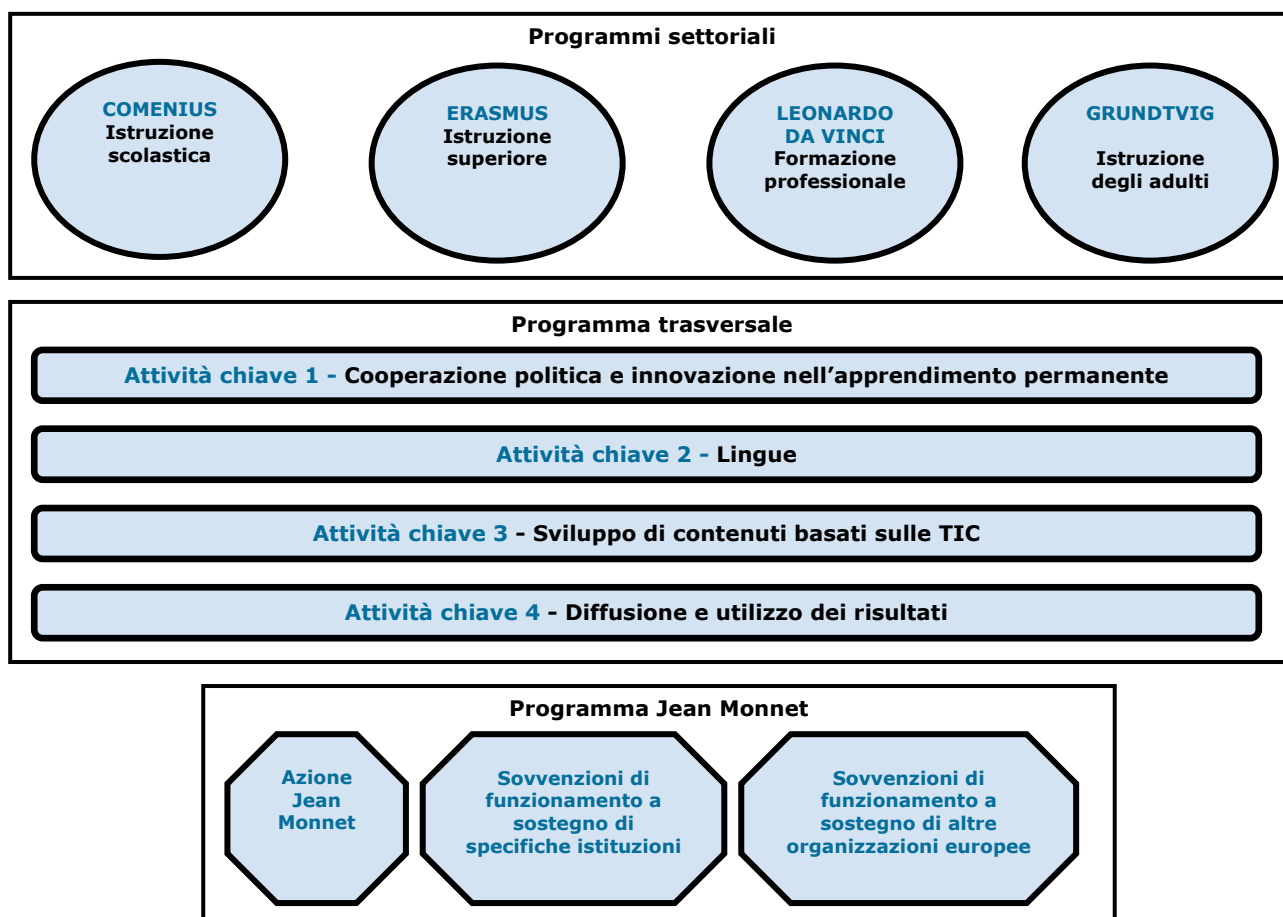 Programmi settoriali
COMENIUS
Istruzione
scolastica
ERASMUS
Istruzione
superiore
LEONARDO
DA VINCI
Formazione
professionale
GRUNDTVIG
Istruzione
degli adulti
Programma trasversale
Attività chiave 1 - Cooperazione politica e innovazione nell’apprendimento permanente
Attività chiave 2 - Lingue
Attività chiave 3 - Sviluppo di contenuti basati sulle TIC
Attività chiave 4 - Diffusione e utilizzo dei risultati
Programma Jean Monnet
Azione
Jean
Monnet
Sovvenzioni di
funzionamento a
sostegno di
specifiche istituzioni
Sovvenzioni di
funzionamento a
sostegno di altre
organizzazioni europee